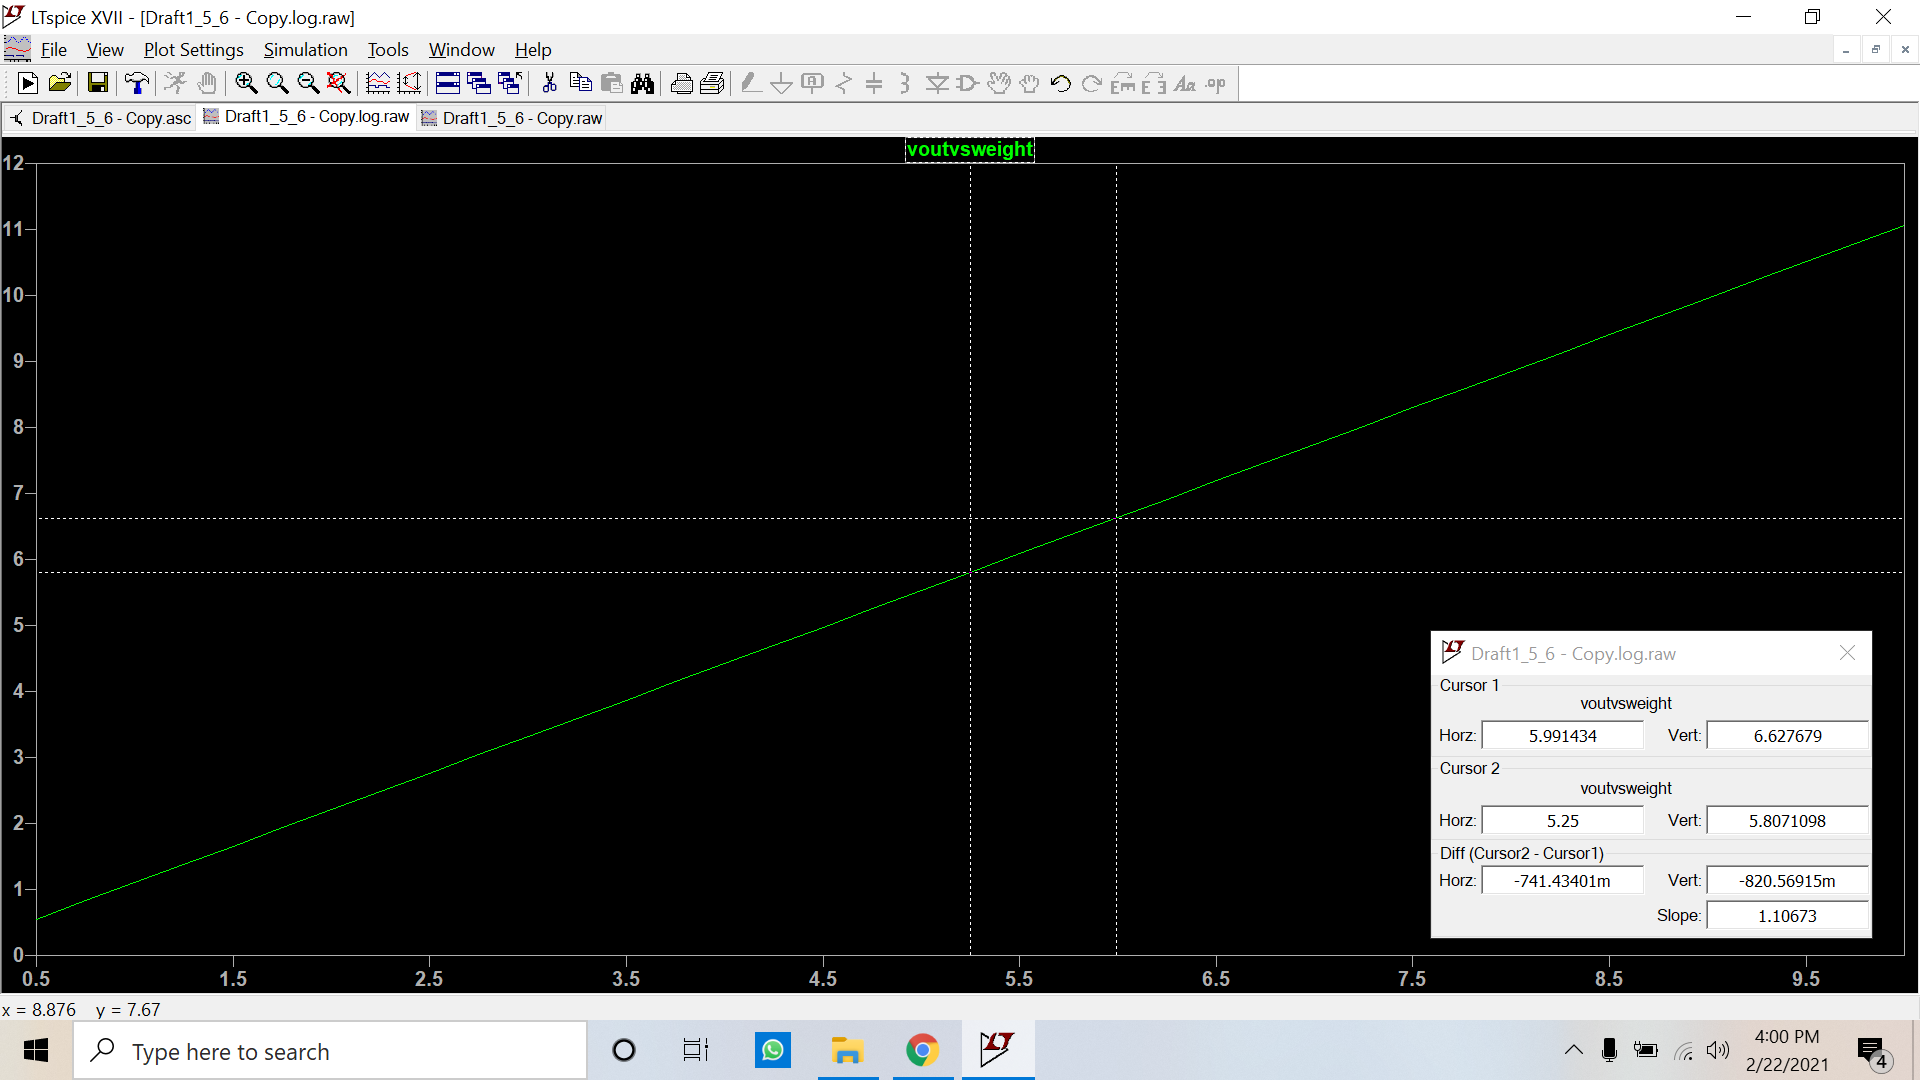 LTspice XVII - [Draft1_5_6 - Copy.log.raw]
File View Plot Settings Simulation Tools Window Help
Draft1_5_6 - Copy.asc Draft1_5_6 - Copy.log.raw Draft1_5_6 - Copy.raw
voutvsweight
12
11
10
9
8
7
6
5
4
3
2
1
0
0.5 1.5 2.5 3.5 4.5 5.5 6.5 7.5 8.5 9.5
Draft1_5_6 - Copy.log.raw
Cursor 1
voutvsweight
Horz: 5.991434 Vert: 6.627679
Cursor 2
voutvsweight
Horz: 5.25 Vert: 5.8071098
Diff (Cursor2 - Cursor1)
Horz: -741.43401m Vert: -820.56915m
Slope: 1.10673
x = 8.876 y = 7.67
Type here to search
4:00 PM
2/22/2021
4